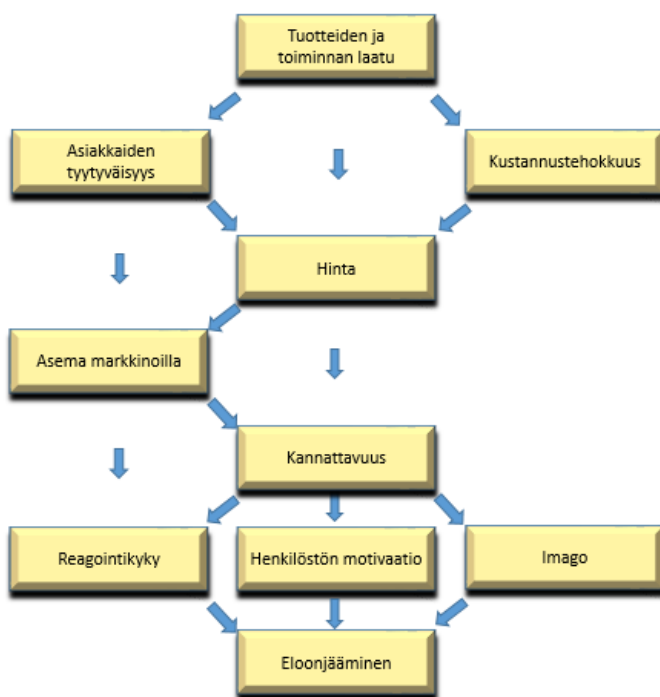 Tuotteiden ja
toiminnan laatu
Asiakkaiden
tyytyväisyys
Kustannustehokkuus
Hinta
Asema markkinoilla
Kannattavuus
Reagointikyky
Henkilöstön motivaatio
Imago
Eloonjääminen